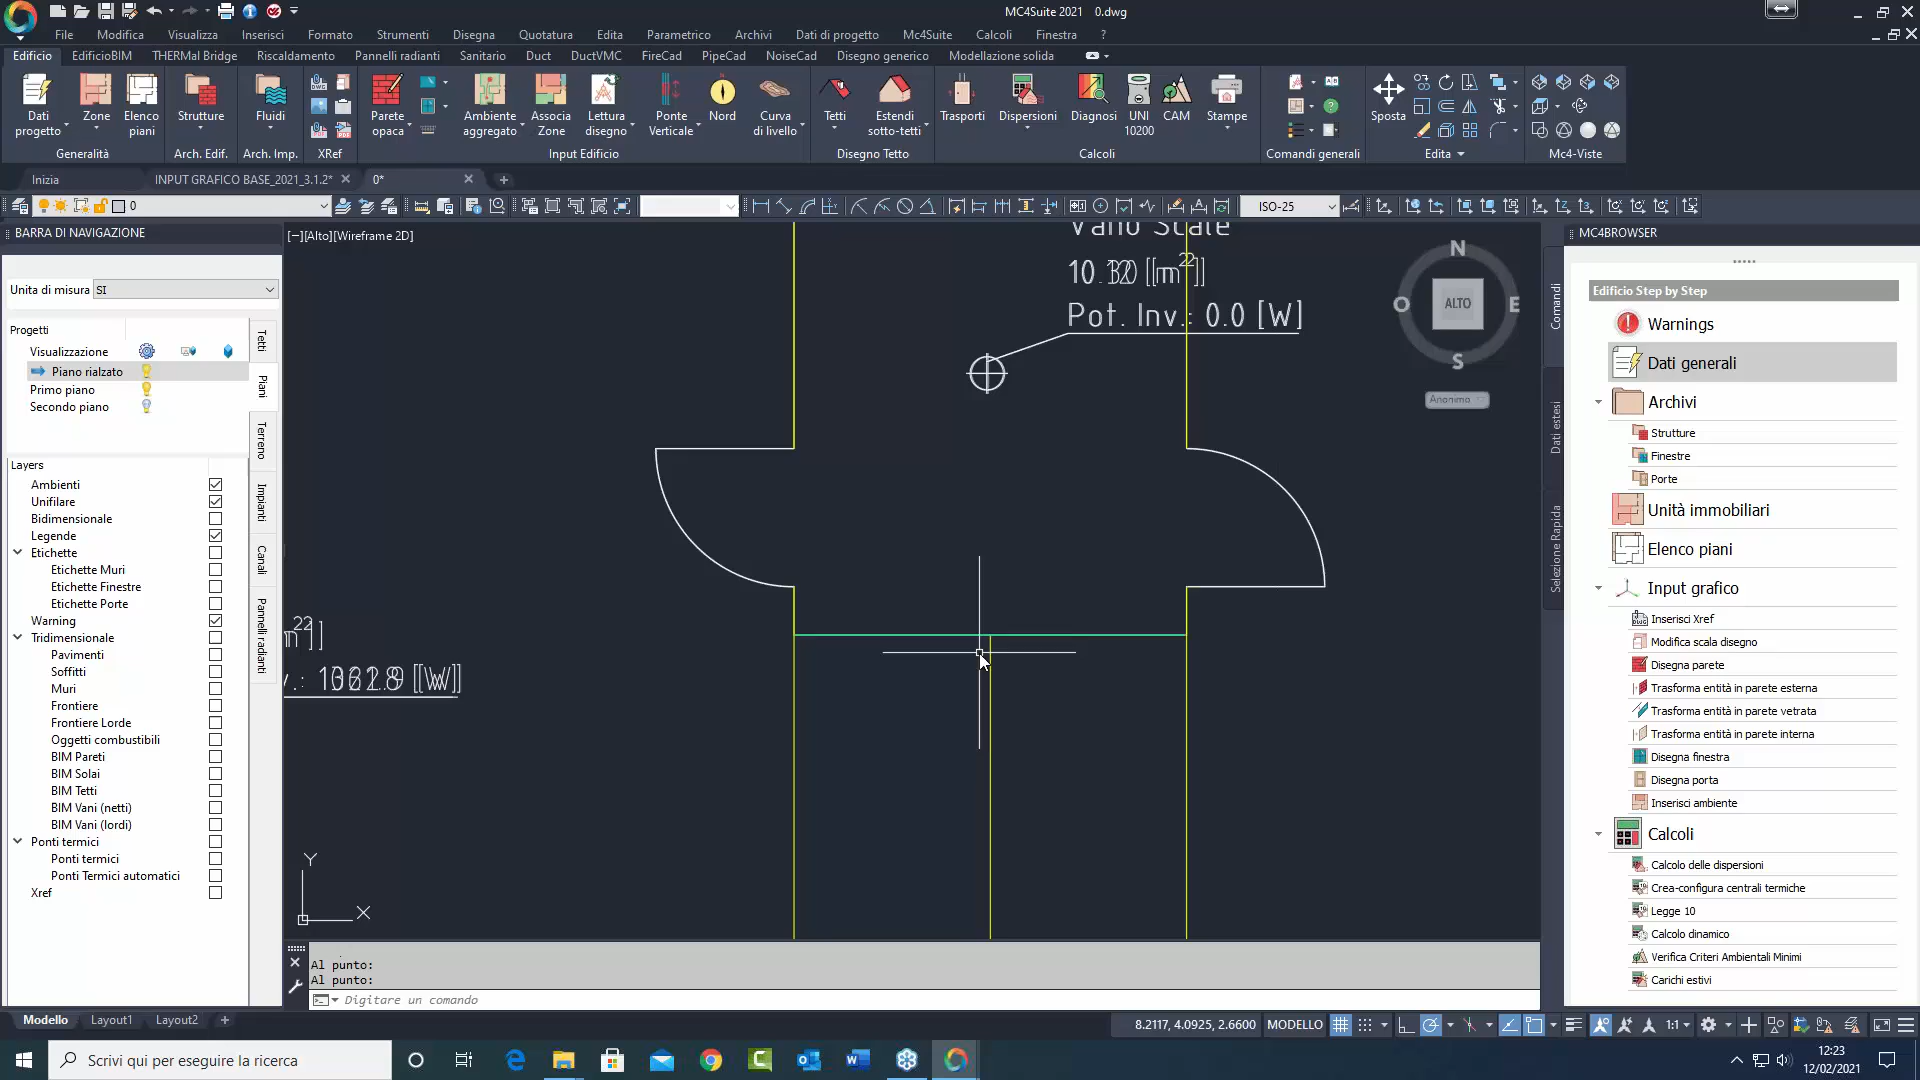 MC4Suite 2021 0.dwg
File Modifica Visualizza Inserisci Formato Strumenti Disegna Quotatura Edita Parametrico Archivi Dati di progetto Mc4Suite Calcoli Finestra ?
Edificio EdificioBIM THERMal Bridge Riscaldamento Pannelli radianti Sanitario Duct DuctVMC FireCad PipeCad NoiseCad Disegno generico Modellazione solida
Dati progetto Zone Elenco piani Strutture Fluidi Parete opaca Ambiente aggregato Associa Zone Lettura disegno Ponte Verticale Nord Curva di livello Tetti Estendi sotto-tetti Trasporti Dispersioni Diagnosi UNI 10200 CAM Stampe Sposta
Generalità Arch. Edif. Arch. Imp. XRef Input Edificio Disegno Tetto Calcoli Comandi generali Edita Mc4-Viste
Inizia INPUT GRAFICO BASE_2021_3.1.2* 0*
0 ISO-25
BARRA DI NAVIGAZIONE
[−][Alto][Wireframe 2D]
MC4BROWSER
Unita di misura SI
Progetti
Visualizzazione
Piano rialzato
Primo piano
Secondo piano
Layers
Ambienti
Unifilare
Bidimensionale
Legende
Etichette
Etichette Muri
Etichette Finestre
Etichette Porte
Warning
Tridimensionale
Pavimenti
Soffitti
Muri
Frontiere
Frontiere Lorde
Oggetti combustibili
BIM Pareti
BIM Solai
BIM Tetti
BIM Vani (netti)
BIM Vani (lordi)
Ponti termici
Ponti termici
Ponti Termici automatici
Xref
Tetti
Piani
Terreno
Impianti
Canali
Pannelli radianti
Vano Scale
Pot. Inv.: 0.0 [W]
N
O ALTO E
S
Anonimo
Y
X
Comandi
Dati estesi
Selezione Rapida
Edificio Step by Step
Warnings
Dati generali
Archivi
Strutture
Finestre
Porte
Unità immobiliari
Elenco piani
Input grafico
Inserisci Xref
Modifica scala disegno
Disegna parete
Trasforma entità in parete esterna
Trasforma entità in parete vetrata
Trasforma entità in parete interna
Disegna finestra
Disegna porta
Inserisci ambiente
Calcoli
Calcolo delle dispersioni
Crea-configura centrali termiche
Legge 10
Calcolo dinamico
Verifica Criteri Ambientali Minimi
Carichi estivi
Al punto:
Al punto:
Digitare un comando
Modello Layout1 Layout2 +
8.2117, 4.0925, 2.6600 MODELLO 1:1
Scrivi qui per eseguire la ricerca
12:23
12/02/2021